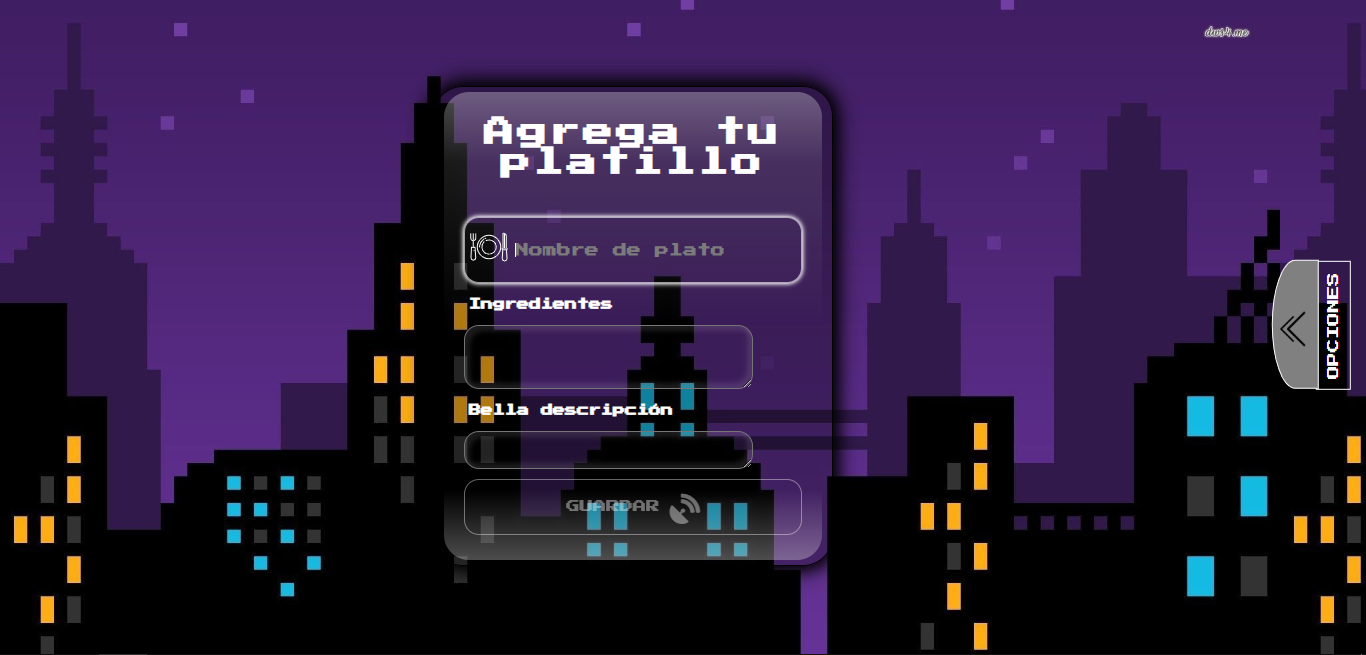 Agrega tu
platillo
Nombre de plato
Ingredientes
Bella descripción
GUARDAR
OPCIONES